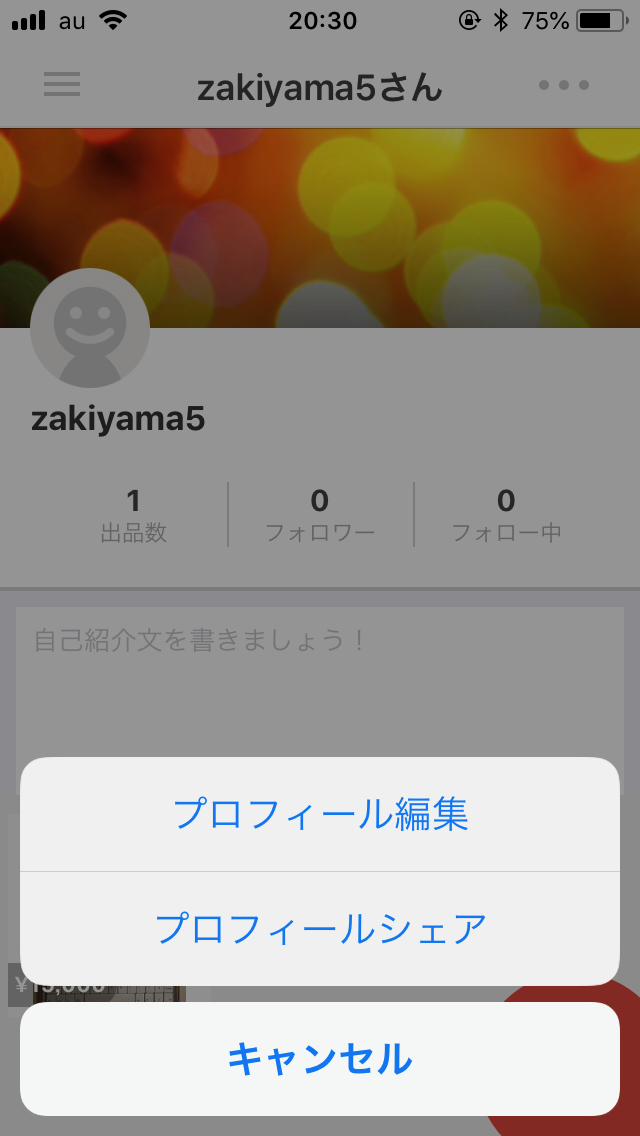 au 20:30 75%
zakiyama5さん
zakiyama5
1 0 0
出品数 フォロワー フォロー中
自己紹介文を書きましょう！
プロフィール編集
プロフィールシェア
¥15,000
キャンセル